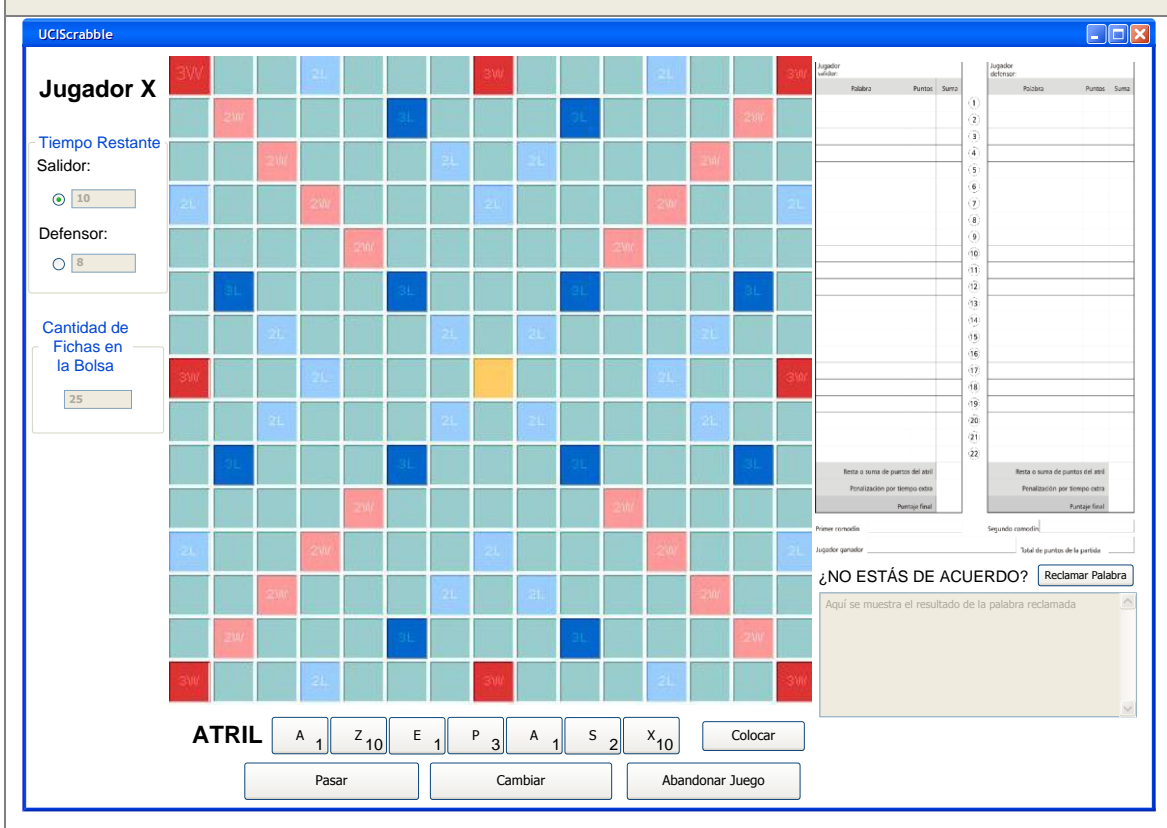 UCIScrabble
Jugador X
Tiempo Restante
Salidor:
10
Defensor:
8
Cantidad de
Fichas en
la Bolsa
25
3W 2L 3W 2L 3W
2W 3L 3L 2W
2W 2L 2L 2W
2L 2W 2L 2W 2L
2W 2W
3L 3L 3L 3L
2L 2L 2L 2L
3W 2L 2L 3W
2L 2L 2L 2L
3L 3L 3L 3L
2W 2W
2L 2W 2L 2W 2L
2W 2L 2L 2W
2W 3L 3L 2W
3W 2L 3W 2L 3W
ATRIL A 1 Z 10 E 1 P 3 A 1 S 2 X 10 Colocar
Pasar Cambiar Abandonar Juego
Jugador
validor:
Jugador
defensor:
Palabra Puntos Suma Palabra Puntos Suma
1
2
3
4
5
6
7
8
9
10
11
12
13
14
15
16
17
18
19
20
21
22
Resta o suma de puntos del atril Resta o suma de puntos del atril
Penalización por tiempo extra Penalización por tiempo extra
Puntaje final Puntaje final
Primer comodín Segundo comodín
Jugador ganador Total de puntos de la partida
¿NO ESTÁS DE ACUERDO? Reclamar Palabra
Aquí se muestra el resultado de la palabra reclamada